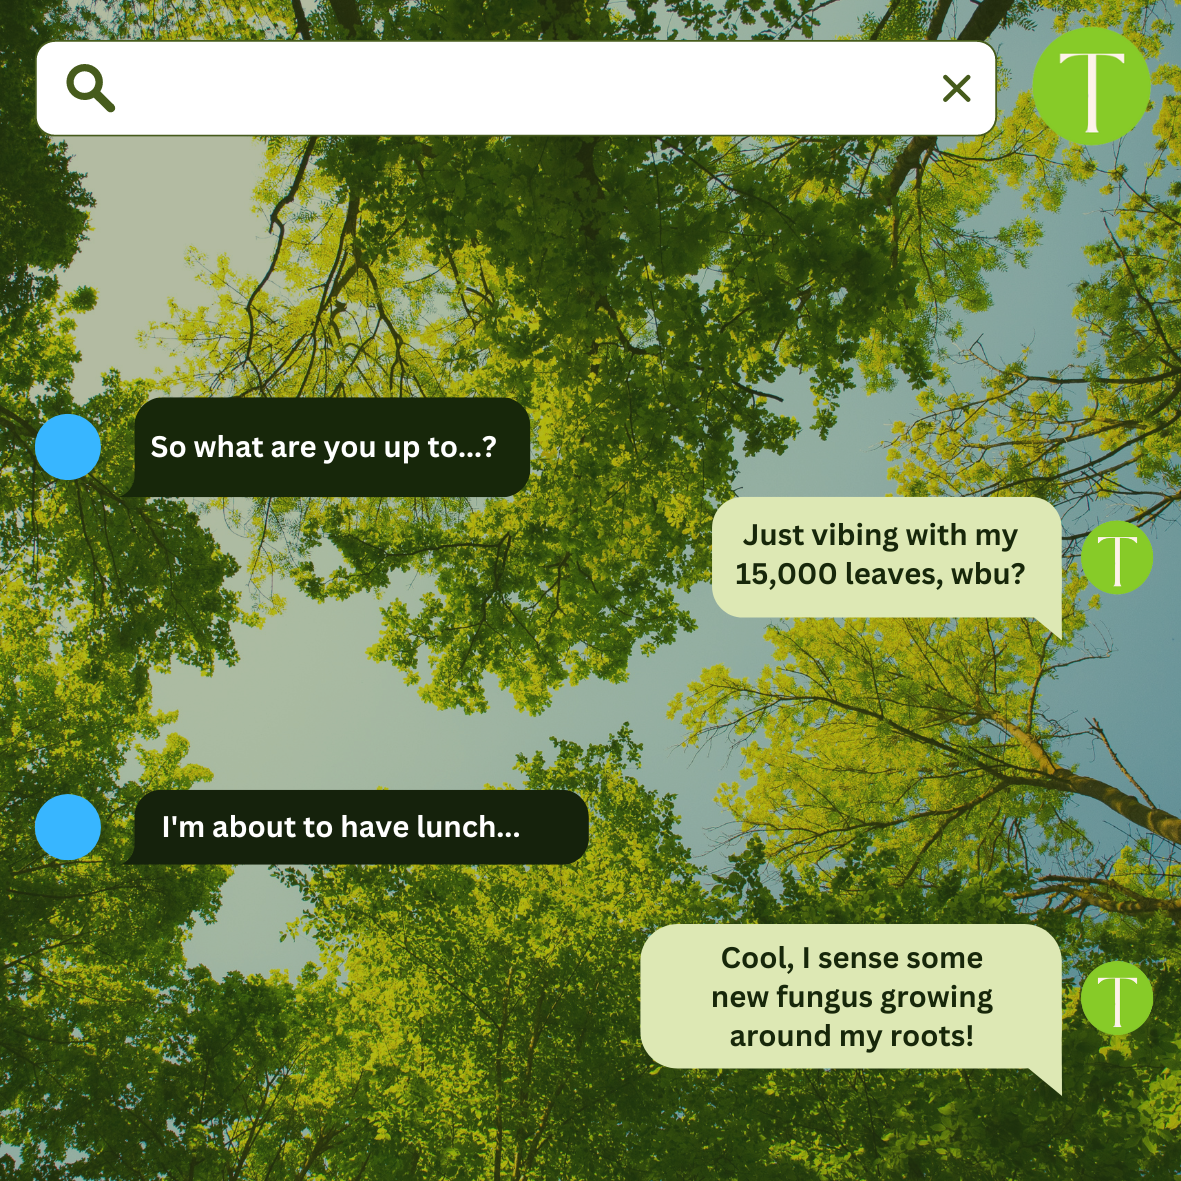 T
So what are you up to...?
Just vibing with my
15,000 leaves, wbu?
T
I'm about to have lunch...
Cool, I sense some
new fungus growing
around my roots!
T